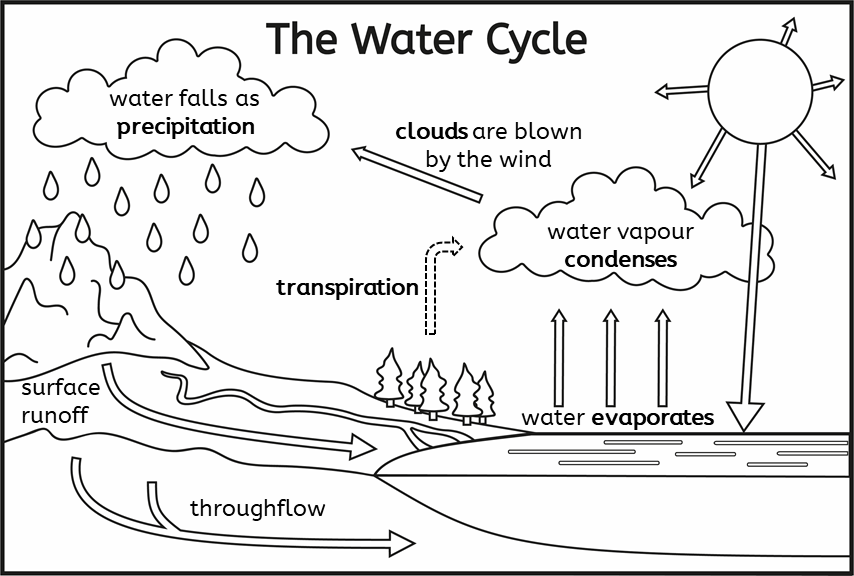 The Water Cycle
water falls as
precipitation
clouds are blown
by the wind
water vapour
condenses
transpiration
surface
runoff
water evaporates
throughflow